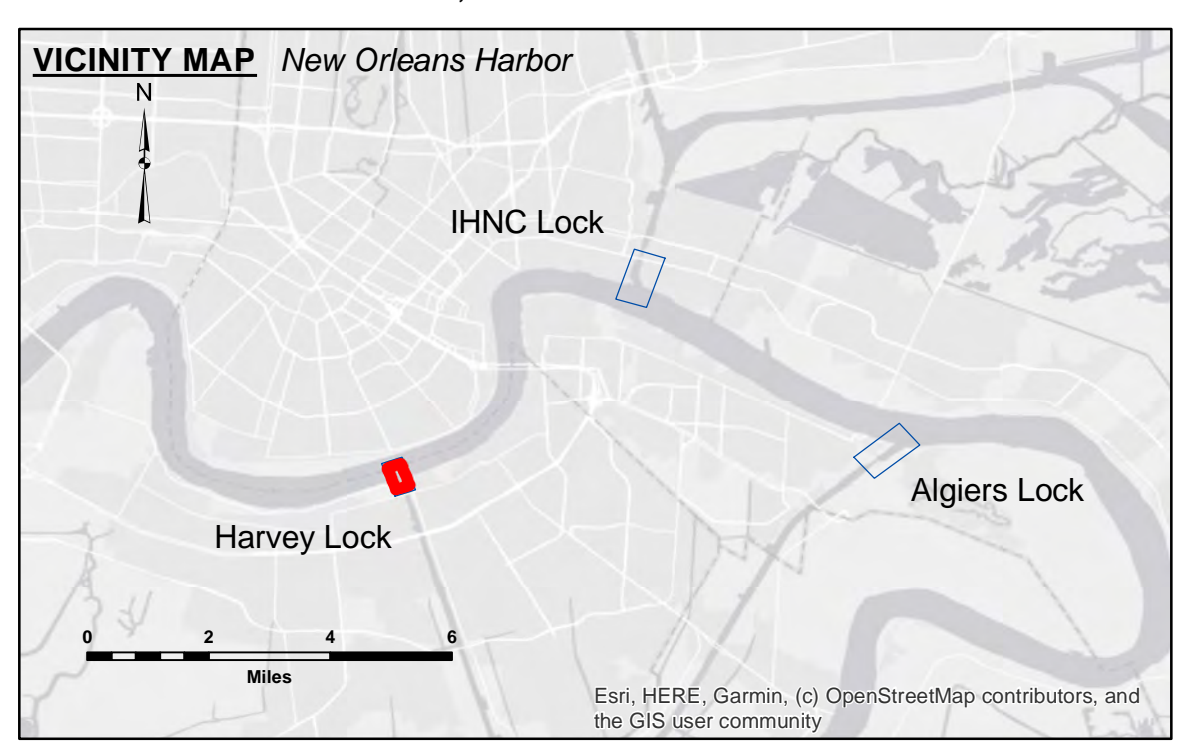 VICINITY MAP New Orleans Harbor
N
IHNC Lock
Algiers Lock
Harvey Lock
0 2 4 6
Miles
Esri, HERE, Garmin, (c) OpenStreetMap contributors, and
the GIS user community